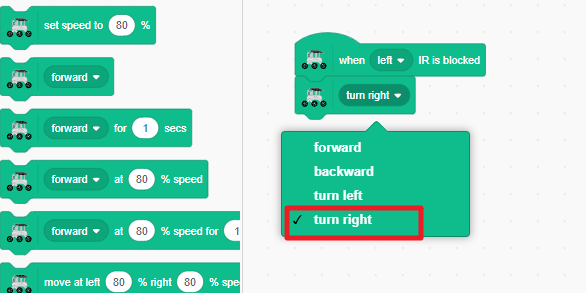 set speed to 80 %
forward
forward for 1 secs
forward at 80 % speed
forward at 80 % speed for 1
move at left 80 % right 80 % spe
when left IR is blocked
turn right
forward
backward
turn left
✓ turn right